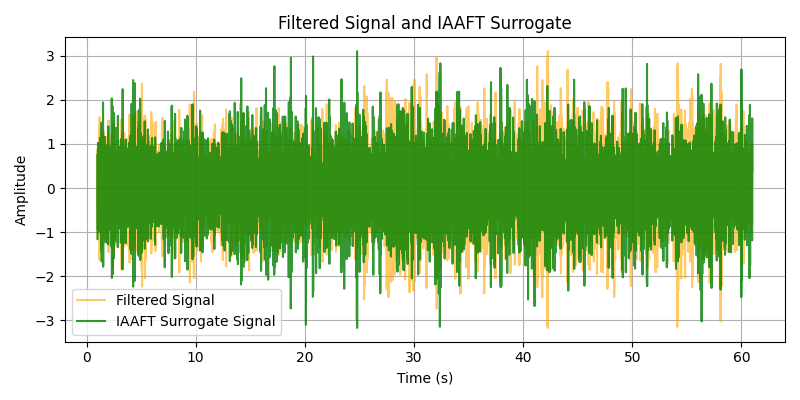 Filtered Signal and IAAFT Surrogate
Amplitude
3
2
1
0
−1
−2
−3
Filtered Signal
IAAFT Surrogate Signal
0 10 20 30 40 50 60
Time (s)